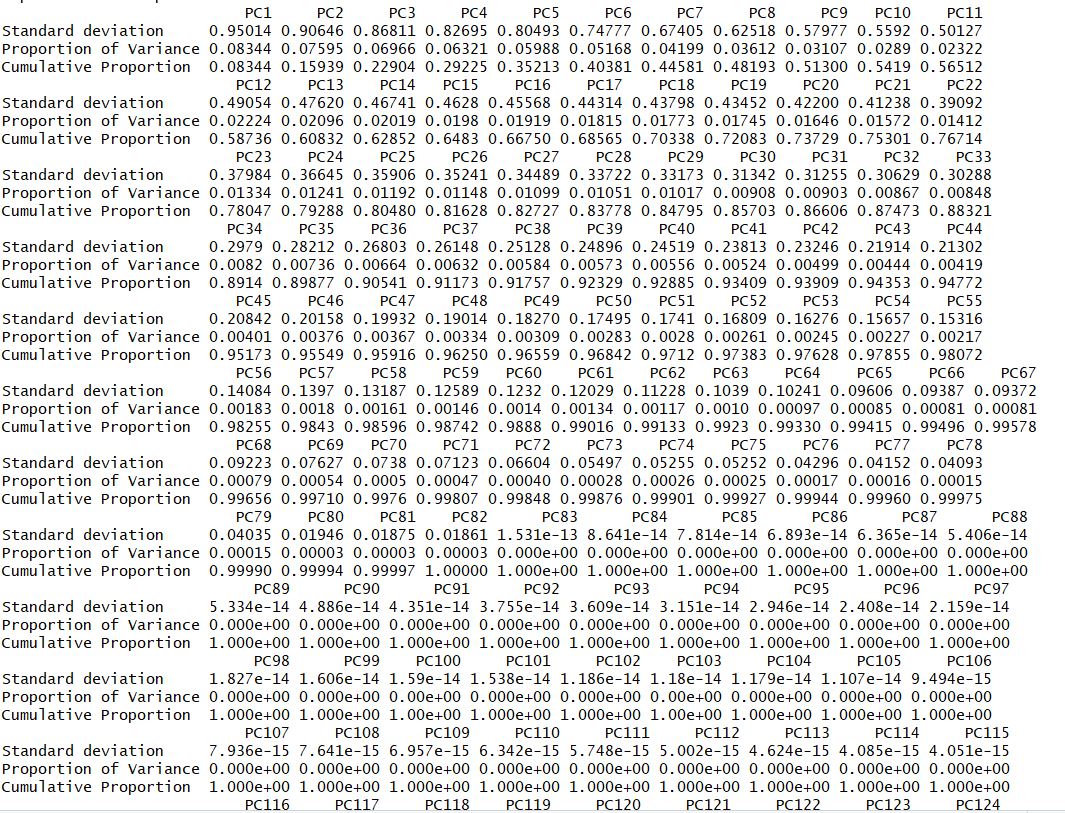 PC1 PC2 PC3 PC4 PC5 PC6 PC7 PC8 PC9 PC10 PC11
Standard deviation 0.95014 0.90646 0.86811 0.82695 0.80493 0.74777 0.67405 0.62518 0.57977 0.5592 0.50127
Proportion of Variance 0.08344 0.07595 0.06966 0.06321 0.05988 0.05168 0.04199 0.03612 0.03107 0.0289 0.02322
Cumulative Proportion 0.08344 0.15939 0.22904 0.29225 0.35213 0.40381 0.44581 0.48193 0.51300 0.5419 0.56512
PC12 PC13 PC14 PC15 PC16 PC17 PC18 PC19 PC20 PC21 PC22
Standard deviation 0.49054 0.47620 0.46741 0.4628 0.45568 0.44314 0.43798 0.43452 0.42200 0.41238 0.39092
Proportion of Variance 0.02224 0.02096 0.02019 0.0198 0.01919 0.01815 0.01773 0.01745 0.01646 0.01572 0.01412
Cumulative Proportion 0.58736 0.60832 0.62852 0.6483 0.66750 0.68565 0.70338 0.72083 0.73729 0.75301 0.76714
PC23 PC24 PC25 PC26 PC27 PC28 PC29 PC30 PC31 PC32 PC33
Standard deviation 0.37984 0.36645 0.35906 0.35241 0.34489 0.33722 0.33173 0.31342 0.31255 0.30629 0.30288
Proportion of Variance 0.01334 0.01241 0.01192 0.01148 0.01099 0.01051 0.01017 0.00908 0.00903 0.00867 0.00848
Cumulative Proportion 0.78047 0.79288 0.80480 0.81628 0.82727 0.83778 0.84795 0.85703 0.86606 0.87473 0.88321
PC34 PC35 PC36 PC37 PC38 PC39 PC40 PC41 PC42 PC43 PC44
Standard deviation 0.2979 0.28212 0.26803 0.26148 0.25128 0.24896 0.24519 0.23813 0.23246 0.21914 0.21302
Proportion of Variance 0.0082 0.00736 0.00664 0.00632 0.00584 0.00573 0.00556 0.00524 0.00499 0.00444 0.00419
Cumulative Proportion 0.8914 0.89877 0.90541 0.91173 0.91757 0.92329 0.92885 0.93409 0.93909 0.94353 0.94772
PC45 PC46 PC47 PC48 PC49 PC50 PC51 PC52 PC53 PC54 PC55
Standard deviation 0.20842 0.20158 0.19932 0.19014 0.18270 0.17495 0.1741 0.16809 0.16276 0.15657 0.15316
Proportion of Variance 0.00401 0.00376 0.00367 0.00334 0.00309 0.00283 0.0028 0.00261 0.00245 0.00227 0.00217
Cumulative Proportion 0.95173 0.95549 0.95916 0.96250 0.96559 0.96842 0.9712 0.97383 0.97628 0.97855 0.98072
PC56 PC57 PC58 PC59 PC60 PC61 PC62 PC63 PC64 PC65 PC66 PC67
Standard deviation 0.14084 0.1397 0.13187 0.12589 0.1232 0.12029 0.11228 0.1039 0.10241 0.09606 0.09387 0.09372
Proportion of Variance 0.00183 0.0018 0.00161 0.00146 0.0014 0.00134 0.00117 0.0010 0.00097 0.00085 0.00081 0.00081
Cumulative Proportion 0.98255 0.9843 0.98596 0.98742 0.9888 0.99016 0.99133 0.9923 0.99330 0.99415 0.99496 0.99578
PC68 PC69 PC70 PC71 PC72 PC73 PC74 PC75 PC76 PC77 PC78
Standard deviation 0.09223 0.07627 0.0738 0.07123 0.06604 0.05497 0.05255 0.05252 0.04296 0.04152 0.04093
Proportion of Variance 0.00079 0.00054 0.0005 0.00047 0.00040 0.00028 0.00026 0.00025 0.00017 0.00016 0.00015
Cumulative Proportion 0.99656 0.99710 0.9976 0.99807 0.99848 0.99876 0.99901 0.99927 0.99944 0.99960 0.99975
PC79 PC80 PC81 PC82 PC83 PC84 PC85 PC86 PC87 PC88
Standard deviation 0.04035 0.01946 0.01875 0.01861 1.531e-13 8.641e-14 7.814e-14 6.893e-14 6.365e-14 5.406e-14
Proportion of Variance 0.00015 0.00003 0.00003 0.00003 0.000e+00 0.000e+00 0.000e+00 0.000e+00 0.000e+00 0.000e+00
Cumulative Proportion 0.99990 0.99994 0.99997 1.00000 1.000e+00 1.000e+00 1.000e+00 1.000e+00 1.000e+00 1.000e+00
PC89 PC90 PC91 PC92 PC93 PC94 PC95 PC96 PC97
Standard deviation 5.334e-14 4.886e-14 4.351e-14 3.755e-14 3.609e-14 3.151e-14 2.946e-14 2.408e-14 2.159e-14
Proportion of Variance 0.000e+00 0.000e+00 0.000e+00 0.000e+00 0.000e+00 0.000e+00 0.000e+00 0.000e+00 0.000e+00
Cumulative Proportion 1.000e+00 1.000e+00 1.000e+00 1.000e+00 1.000e+00 1.000e+00 1.000e+00 1.000e+00 1.000e+00
PC98 PC99 PC100 PC101 PC102 PC103 PC104 PC105 PC106
Standard deviation 1.827e-14 1.606e-14 1.59e-14 1.538e-14 1.186e-14 1.18e-14 1.179e-14 1.107e-14 9.494e-15
Proportion of Variance 0.000e+00 0.000e+00 0.00e+00 0.000e+00 0.000e+00 0.00e+00 0.000e+00 0.000e+00 0.000e+00
Cumulative Proportion 1.000e+00 1.000e+00 1.00e+00 1.000e+00 1.000e+00 1.00e+00 1.000e+00 1.000e+00 1.000e+00
PC107 PC108 PC109 PC110 PC111 PC112 PC113 PC114 PC115
Standard deviation 7.936e-15 7.641e-15 6.957e-15 6.342e-15 5.748e-15 5.002e-15 4.624e-15 4.085e-15 4.051e-15
Proportion of Variance 0.000e+00 0.000e+00 0.000e+00 0.000e+00 0.000e+00 0.000e+00 0.000e+00 0.000e+00 0.000e+00
Cumulative Proportion 1.000e+00 1.000e+00 1.000e+00 1.000e+00 1.000e+00 1.000e+00 1.000e+00 1.000e+00 1.000e+00
PC116 PC117 PC118 PC119 PC120 PC121 PC122 PC123 PC124